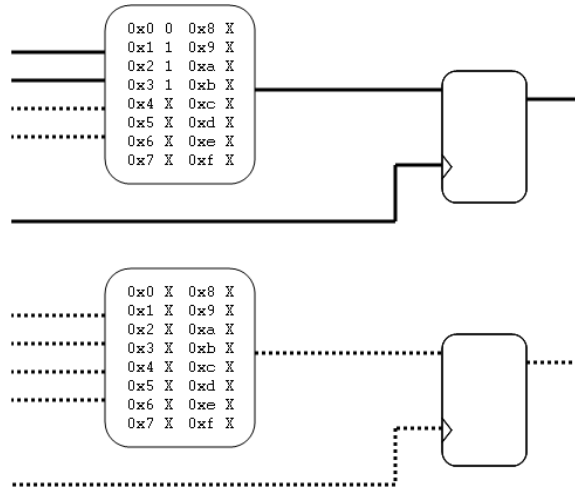 0x0 0 0x8 X
0x1 1 0x9 X
0x2 1 0xa X
0x3 1 0xb X
0x4 X 0xc X
0x5 X 0xd X
0x6 X 0xe X
0x7 X 0xf X
0x0 X 0x8 X
0x1 X 0x9 X
0x2 X 0xa X
0x3 X 0xb X
0x4 X 0xc X
0x5 X 0xd X
0x6 X 0xe X
0x7 X 0xf X